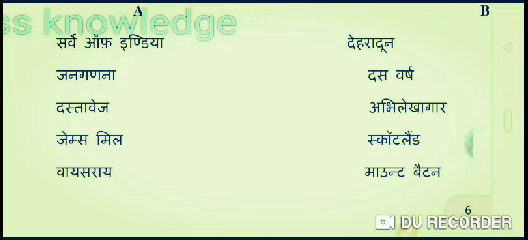 A B
ss knowledge
सर्वे ऑफ़ इण्डिया देहरादून
जनगणना दस वर्ष
दस्तावेज अभिलेखागार
जेम्स मिल स्कॉटलैंड
वायसराय माउन्ट बैटन
6
DU RECORDER